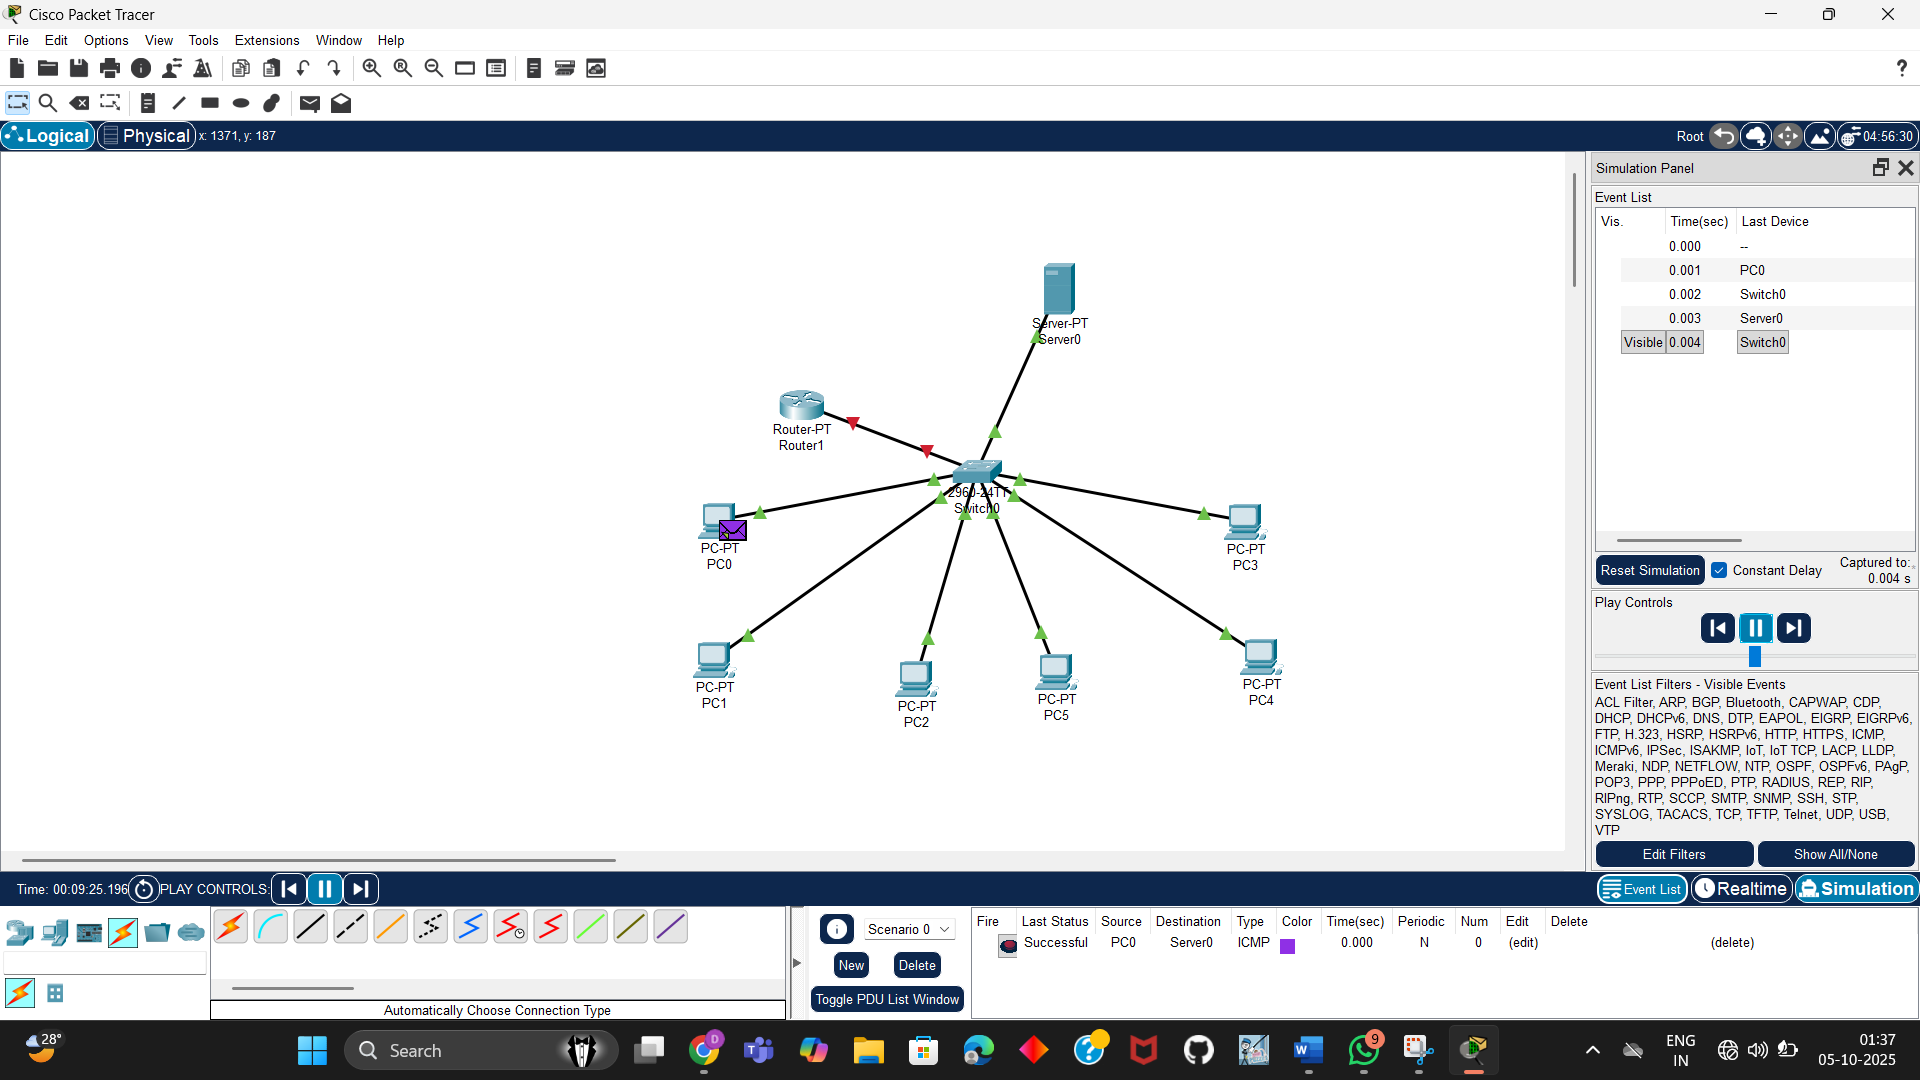 Cisco Packet Tracer
File Edit Options View Tools Extensions Window Help
?
Logical Physical x: 1371, y: 187
Root 04:56:30
Simulation Panel
Event List
Vis. Time(sec) Last Device
0.000 --
0.001 PC0
0.002 Switch0
0.003 Server0
Visible 0.004 Switch0
Server-PT
Server0
Router-PT
Router1
2960-24TT
Switch0
PC-PT
PC0
PC-PT
PC3
PC-PT
PC1
PC-PT
PC2
PC-PT
PC5
PC-PT
PC4
Reset Simulation Constant Delay Captured to:
0.004 s
Play Controls
Event List Filters - Visible Events
ACL Filter, ARP, BGP, Bluetooth, CAPWAP, CDP,
DHCP, DHCPv6, DNS, DTP, EAPOL, EIGRP, EIGRPv6,
FTP, H.323, HSRP, HSRPv6, HTTP, HTTPS, ICMP,
ICMPv6, IPSec, ISAKMP, IoT, IoT TCP, LACP, LLDP,
Meraki, NDP, NETFLOW, NTP, OSPF, OSPFv6, PAgP,
POP3, PPP, PPPoED, PTP, RADIUS, REP, RIP,
RIPng, RTP, SCCP, SMTP, SNMP, SSH, STP,
SYSLOG, TACACS, TCP, TFTP, Telnet, UDP, USB,
VTP
Edit Filters Show All/None
Time: 00:09:25.196 PLAY CONTROLS:
Event List Realtime Simulation
Scenario 0
New Delete
Toggle PDU List Window
Fire Last Status Source Destination Type Color Time(sec) Periodic Num Edit Delete
Successful PC0 Server0 ICMP 0.000 N 0 (edit) (delete)
Automatically Choose Connection Type
28°
Search
D
9
ENG
IN
01:37
05-10-2025